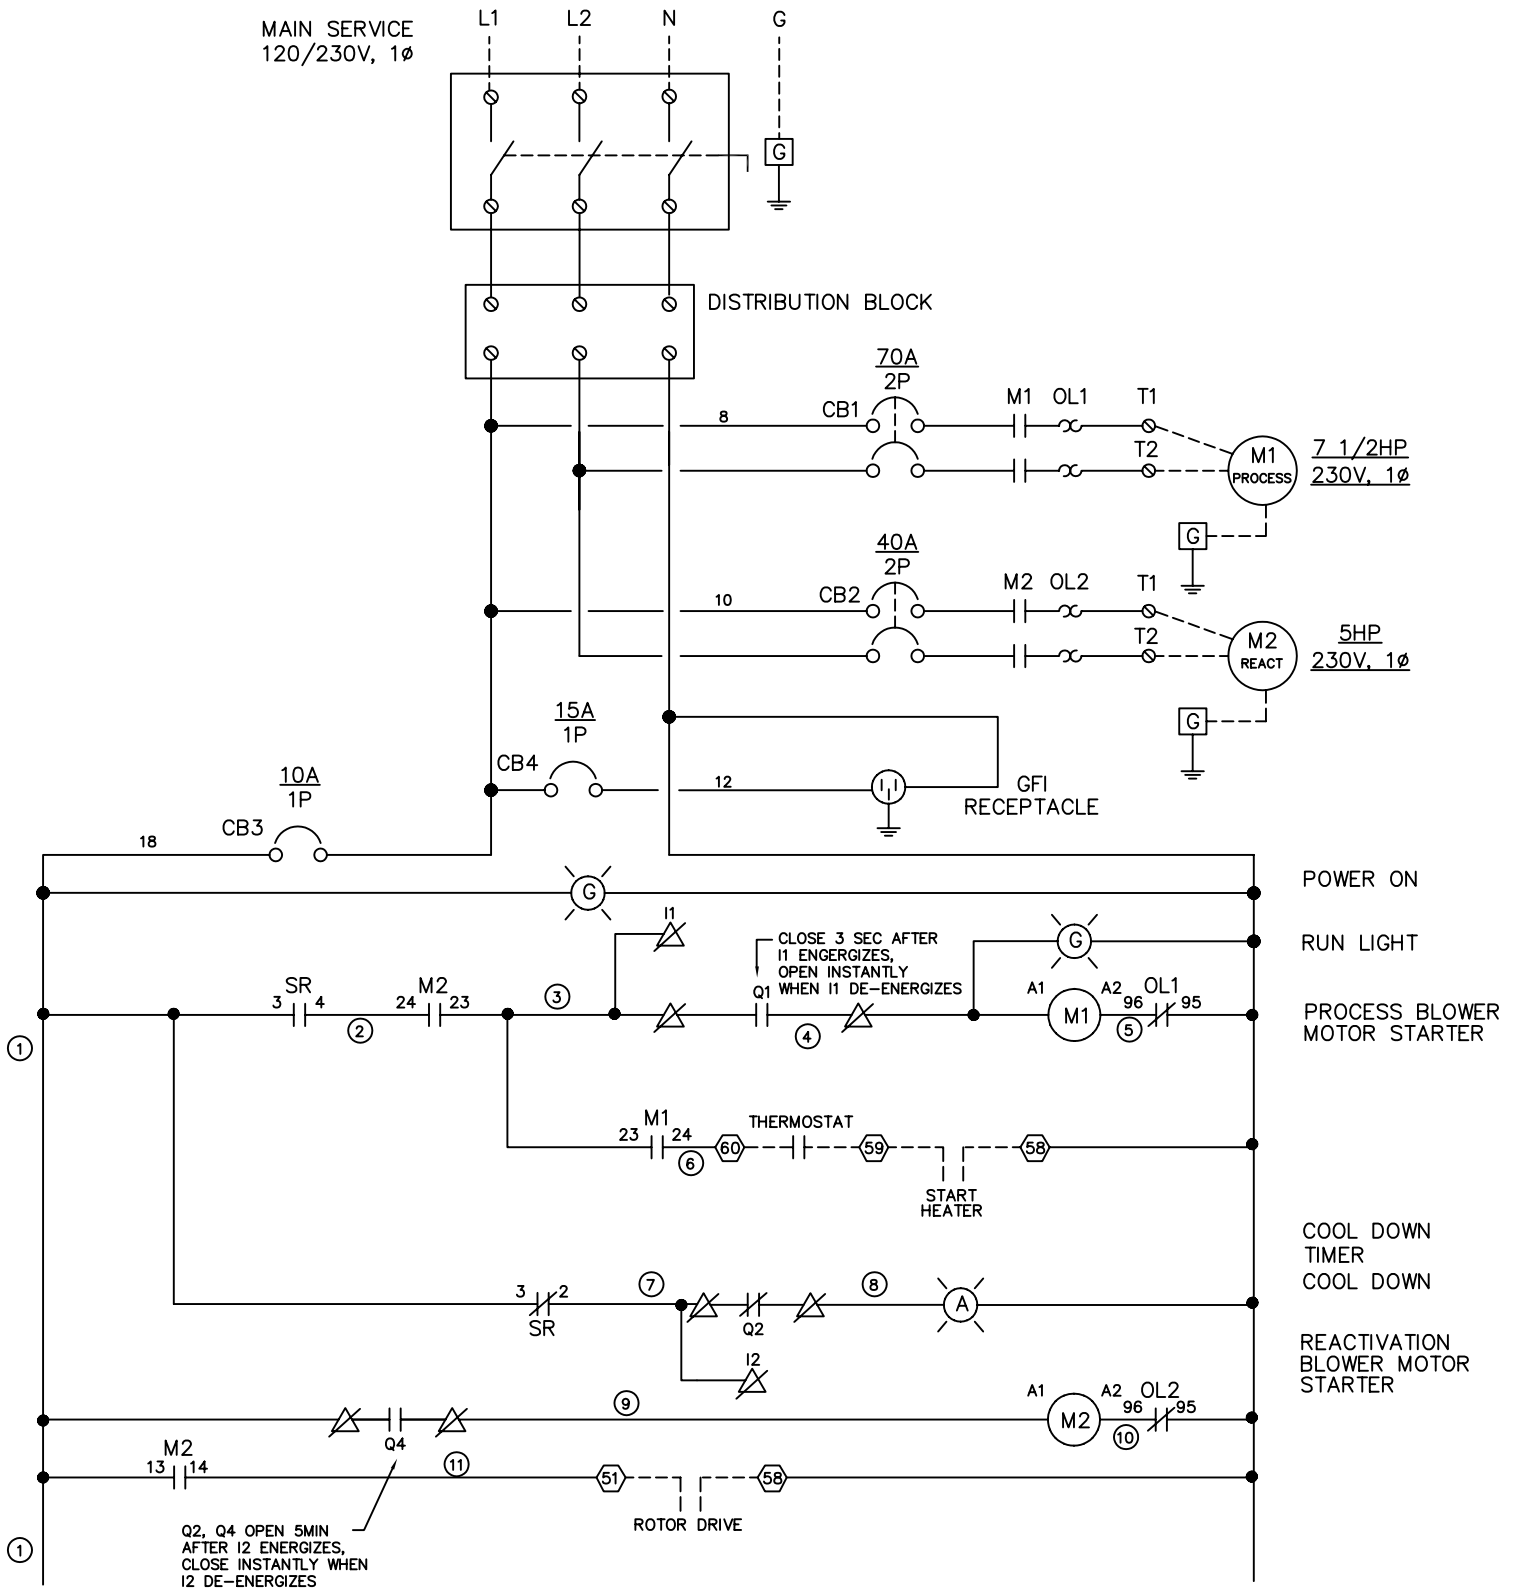 L1 L2 N G
MAIN SERVICE
120/230V, 1ø
G
DISTRIBUTION BLOCK
70A
2P
CB1
8
M1 OL1 T1
T2
M1
PROCESS
7 1/2HP
230V, 1ø
G
40A
2P
CB2
10
M2 OL2 T1
T2
M2
REACT
5HP
230V, 1ø
G
15A
1P
CB4
12
GFI
RECEPTACLE
10A
1P
CB3
18
G
POWER ON
I1
CLOSE 3 SEC AFTER
I1 ENGERGIZES,
OPEN INSTANTLY
WHEN I1 DE-ENERGIZES
G
RUN LIGHT
SR
3 4
2
M2
24 23
3
Q1
4
A1 M1 A2
5
OL1
96 95
PROCESS BLOWER
MOTOR STARTER
1
M1
23 24
6
60
THERMOSTAT
59
58
START
HEATER
COOL DOWN
TIMER
COOL DOWN
3 2
SR
7
Q2
8
A
I2
REACTIVATION
BLOWER MOTOR
STARTER
Q4
9
A1 M2 A2
10
OL2
96 95
M2
13 14
11
51
58
ROTOR DRIVE
Q2, Q4 OPEN 5MIN
AFTER I2 ENERGIZES,
CLOSE INSTANTLY WHEN
I2 DE-ENERGIZES
1